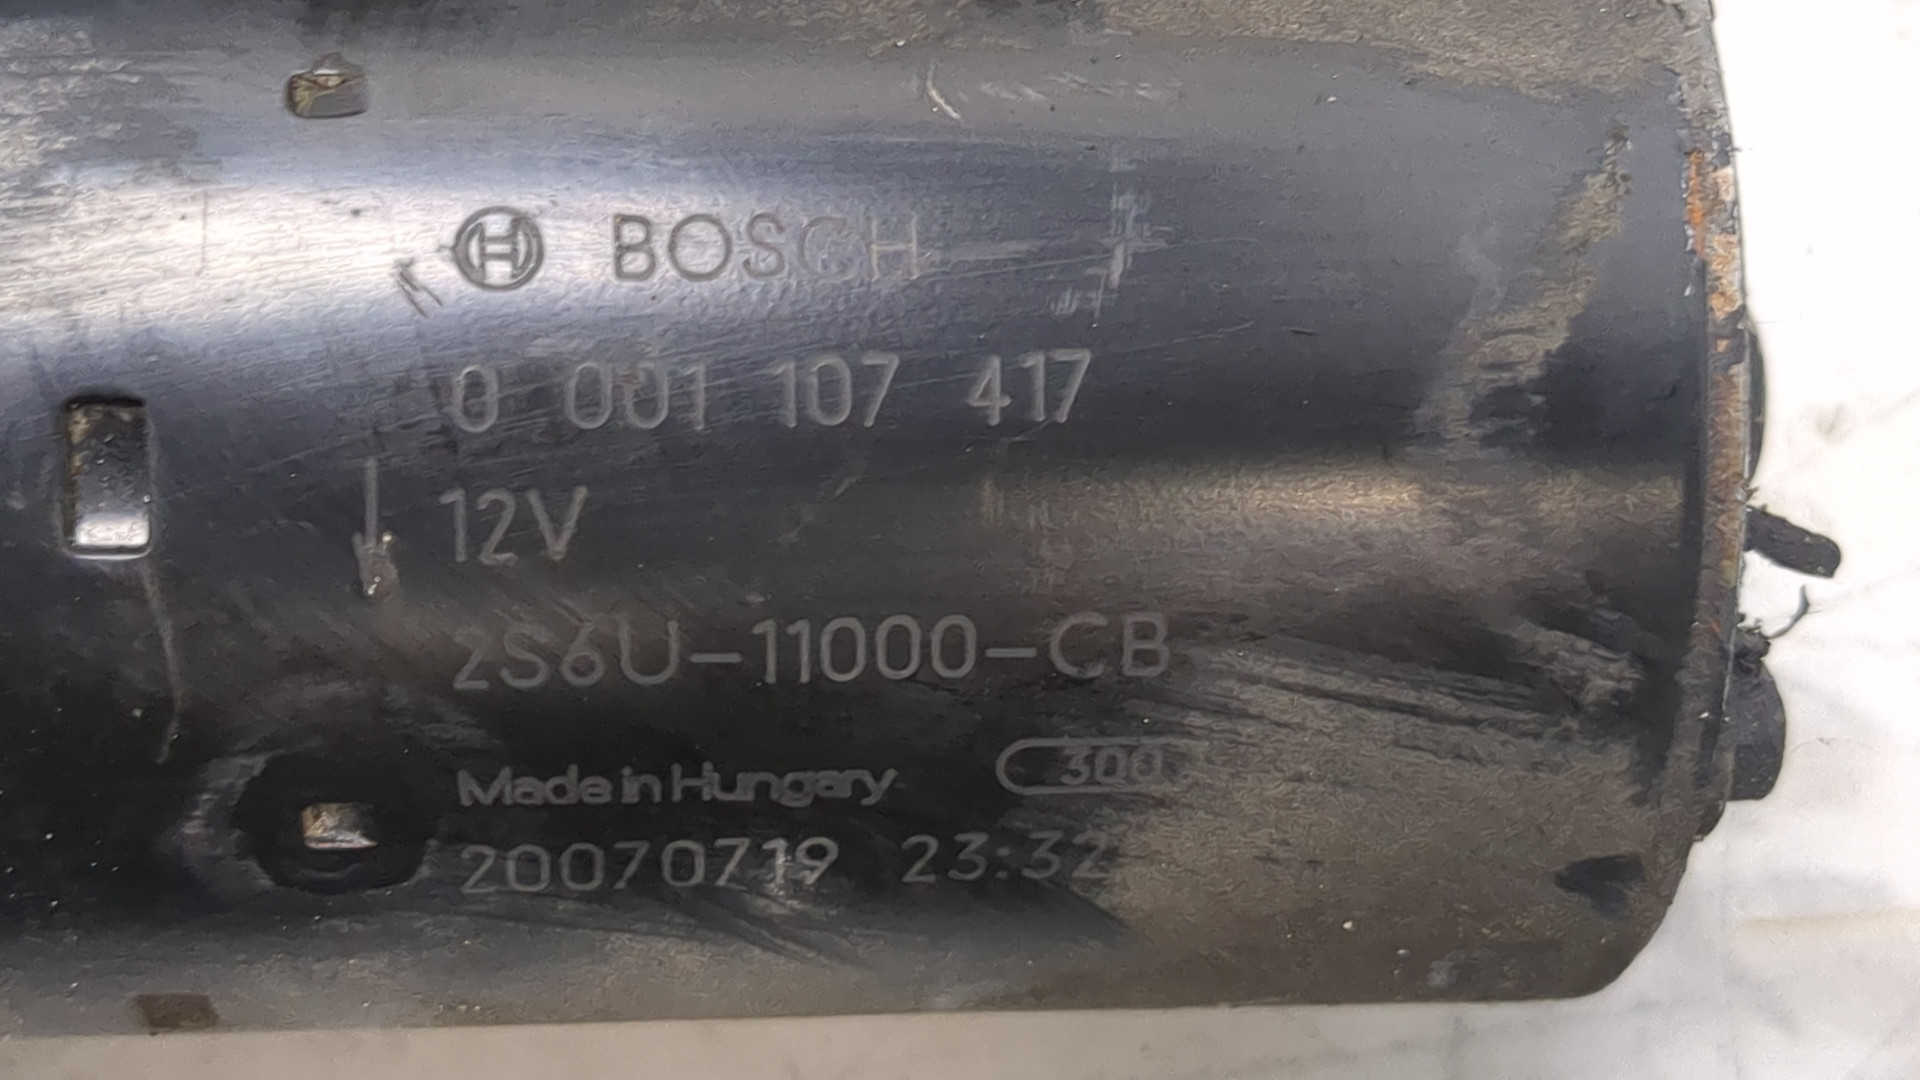 BOSCH
0 001 107 417
12V
2S6U-11000-CB
Made in Hungary 300
20070719 23:32